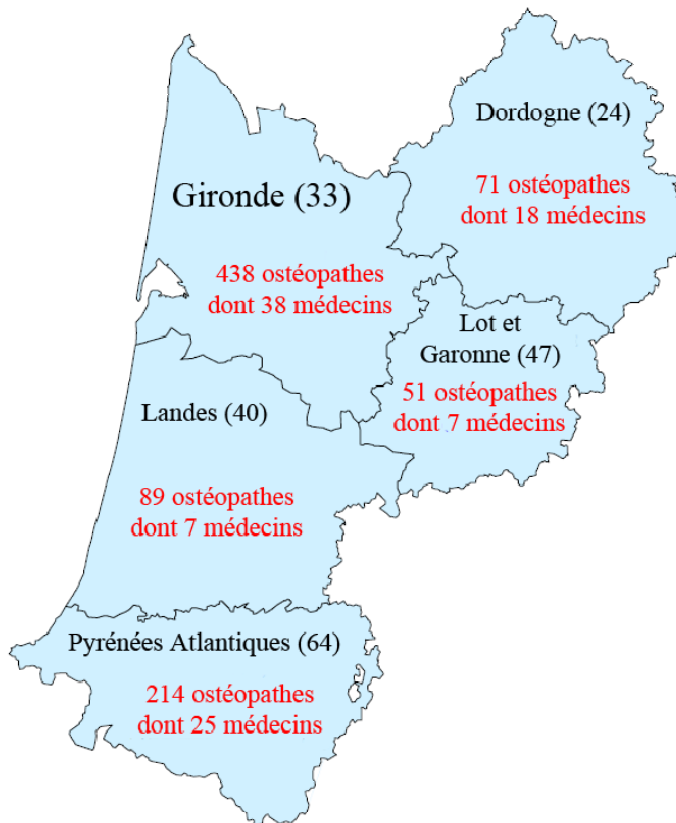 Dordogne (24)
71 ostéopathes
dont 18 médecins
Gironde (33)
438 ostéopathes
dont 38 médecins
Lot et
Garonne (47)
51 ostéopathes
dont 7 médecins
Landes (40)
89 ostéopathes
dont 7 médecins
Pyrénées Atlantiques (64)
214 ostéopathes
dont 25 médecins